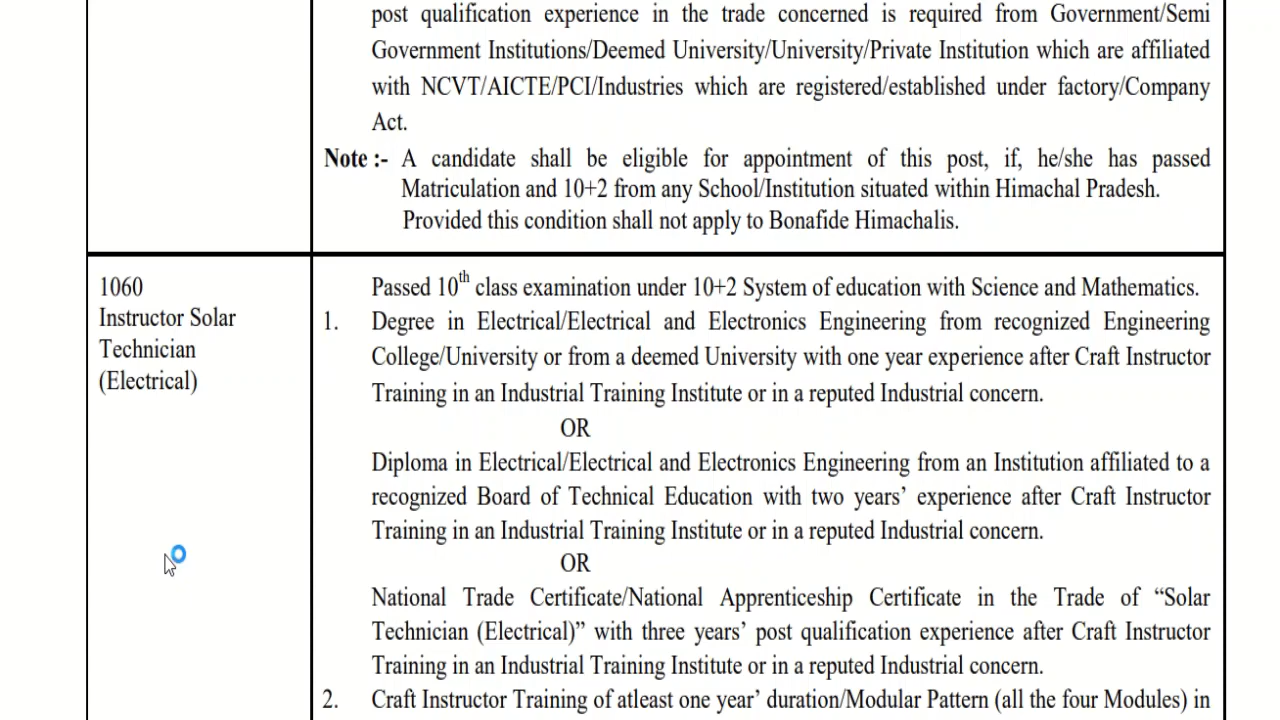 post qualification experience in the trade concerned is required from Government/Semi
Government Institutions/Deemed University/University/Private Institution which are affiliated
with NCVT/AICTE/PCI/Industries which are registered/established under factory/Company
Act.
Note :- A candidate shall be eligible for appointment of this post, if, he/she has passed
Matriculation and 10+2 from any School/Institution situated within Himachal Pradesh.
Provided this condition shall not apply to Bonafide Himachalis.
1060
Instructor Solar
Technician
(Electrical)
Passed 10th class examination under 10+2 System of education with Science and Mathematics.
1. Degree in Electrical/Electrical and Electronics Engineering from recognized Engineering
College/University or from a deemed University with one year experience after Craft Instructor
Training in an Industrial Training Institute or in a reputed Industrial concern.
OR
Diploma in Electrical/Electrical and Electronics Engineering from an Institution affiliated to a
recognized Board of Technical Education with two years’ experience after Craft Instructor
Training in an Industrial Training Institute or in a reputed Industrial concern.
OR
National Trade Certificate/National Apprenticeship Certificate in the Trade of “Solar
Technician (Electrical)” with three years’ post qualification experience after Craft Instructor
Training in an Industrial Training Institute or in a reputed Industrial concern.
2. Craft Instructor Training of atleast one year’ duration/Modular Pattern (all the four Modules) in